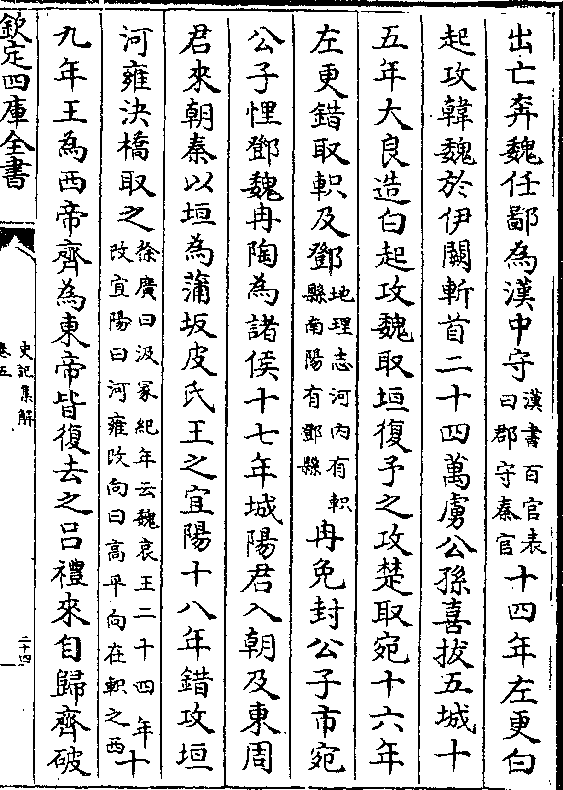 出亡奔魏任鄙為漢中守漢書百官表曰郡守秦官十四年左更白
起攻韓魏於伊闕斬首二十四萬虜公孫喜拔五城十
五年大良造白起攻魏取垣復予之攻楚取宛十六年
左更錯取軹及鄧地理志河内有軹縣南陽有鄧縣冉免封公子市宛
公子悝鄧魏冉陶為諸侯十七年城陽君入朝及東周
君來朝秦以垣為蒲坂皮氏王之宜陽十八年錯攻垣
河雍決橋取之徐廣曰汲冢紀年云魏哀王二十四年改宜陽曰河雍改向曰高平向在軹之西十
九年王為西帝齊為東帝皆復去之呂禮來自歸齊破
欽定四庫全書
史記集解
卷五
二十四